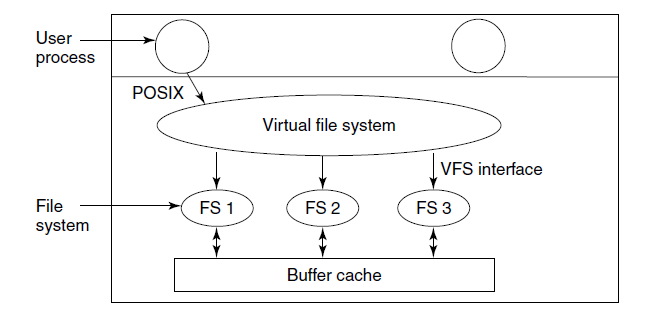 User
process
POSIX
Virtual file system
VFS interface
File
system
FS 1
FS 2
FS 3
Buffer cache